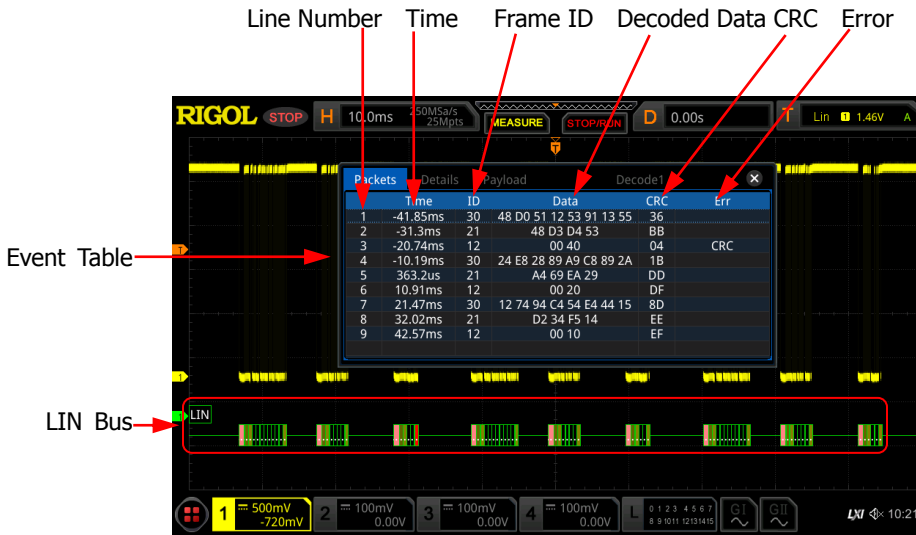 Line Number Time Frame ID Decoded Data CRC Error
RIGOL STOP H 10.0ms 250MSa/s 25Mpts MEASURE STOP/RUN D 0.00s T Lin 1 1.46V A
T
Packets Details Payload Decode1
Time ID Data CRC Err
1 -41.85ms 30 48 D0 51 12 53 91 13 55 36
2 -31.3ms 21 48 D3 D4 53 BB
3 -20.74ms 12 00 40 04 CRC
4 -10.19ms 30 24 E8 28 89 A9 C8 89 2A 1B
5 363.2us 21 A4 69 EA 29 DD
6 10.91ms 12 00 20 DF
7 21.47ms 30 12 74 94 C4 54 E4 44 15 8D
8 32.02ms 21 D2 34 F5 14 EE
9 42.57ms 12 00 10 EF
T
Event Table
1
1 LIN
LIN Bus
1 500mV -720mV 2 100mV 0.00V 3 100mV 0.00V 4 100mV 0.00V L 0 1 2 3 4 5 6 7 8 9 10 11 12 13 14 15 GI GII LXI 10:21